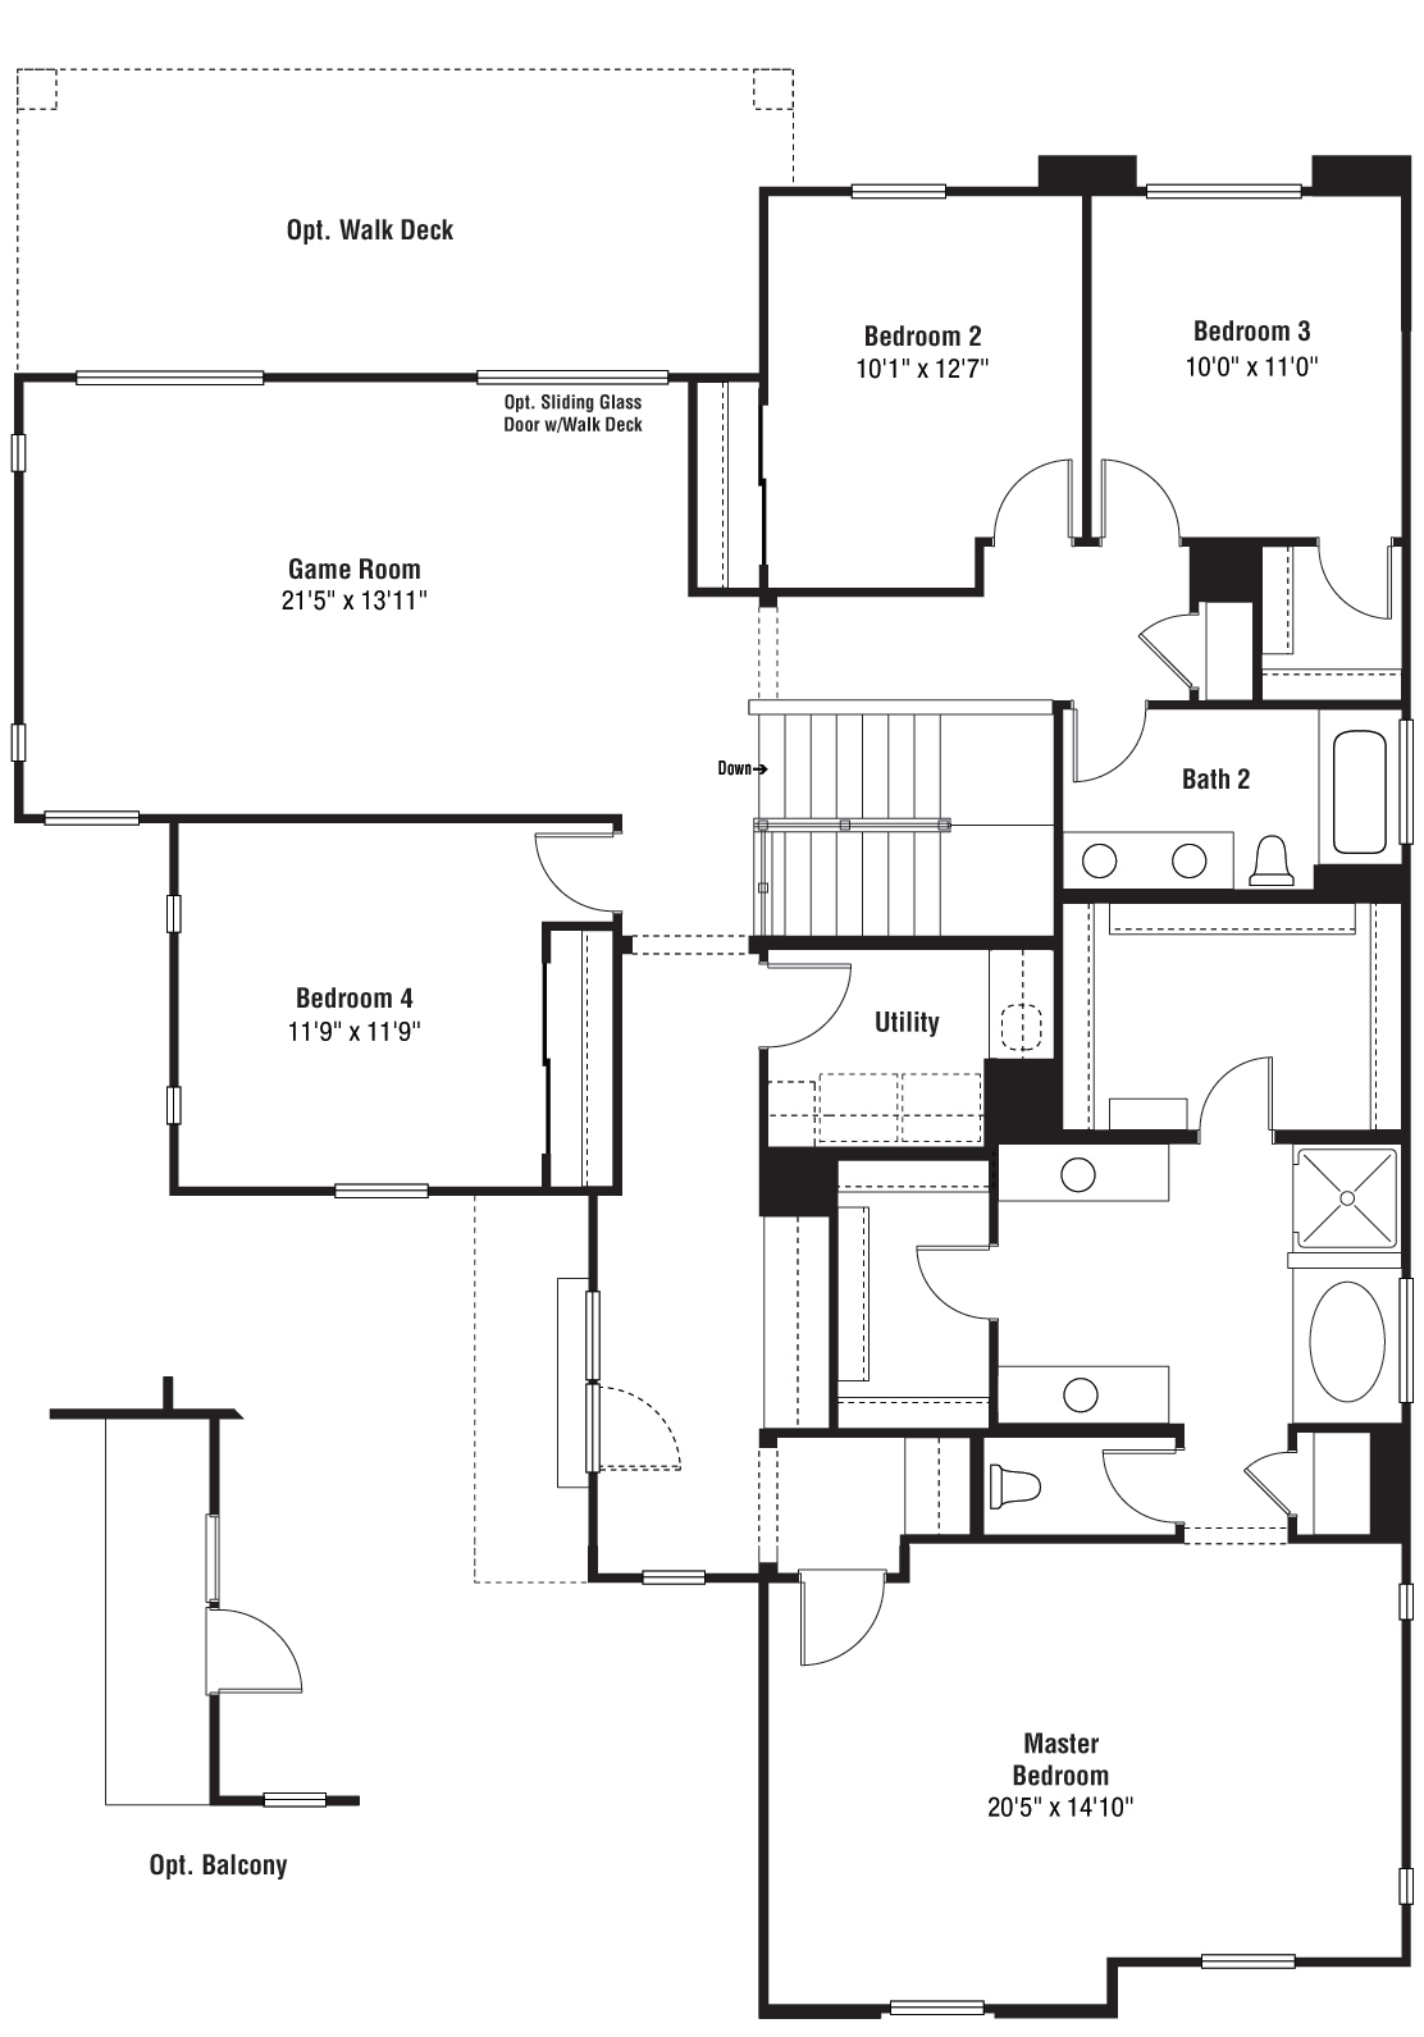 Opt. Walk Deck
Bedroom 2
10'1" x 12'7"
Bedroom 3
10'0" x 11'0"
Opt. Sliding Glass
Door w/Walk Deck
Game Room
21'5" x 13'11"
Down
Bath 2
Bedroom 4
11'9" x 11'9"
Utility
Master
Bedroom
20'5" x 14'10"
Opt. Balcony